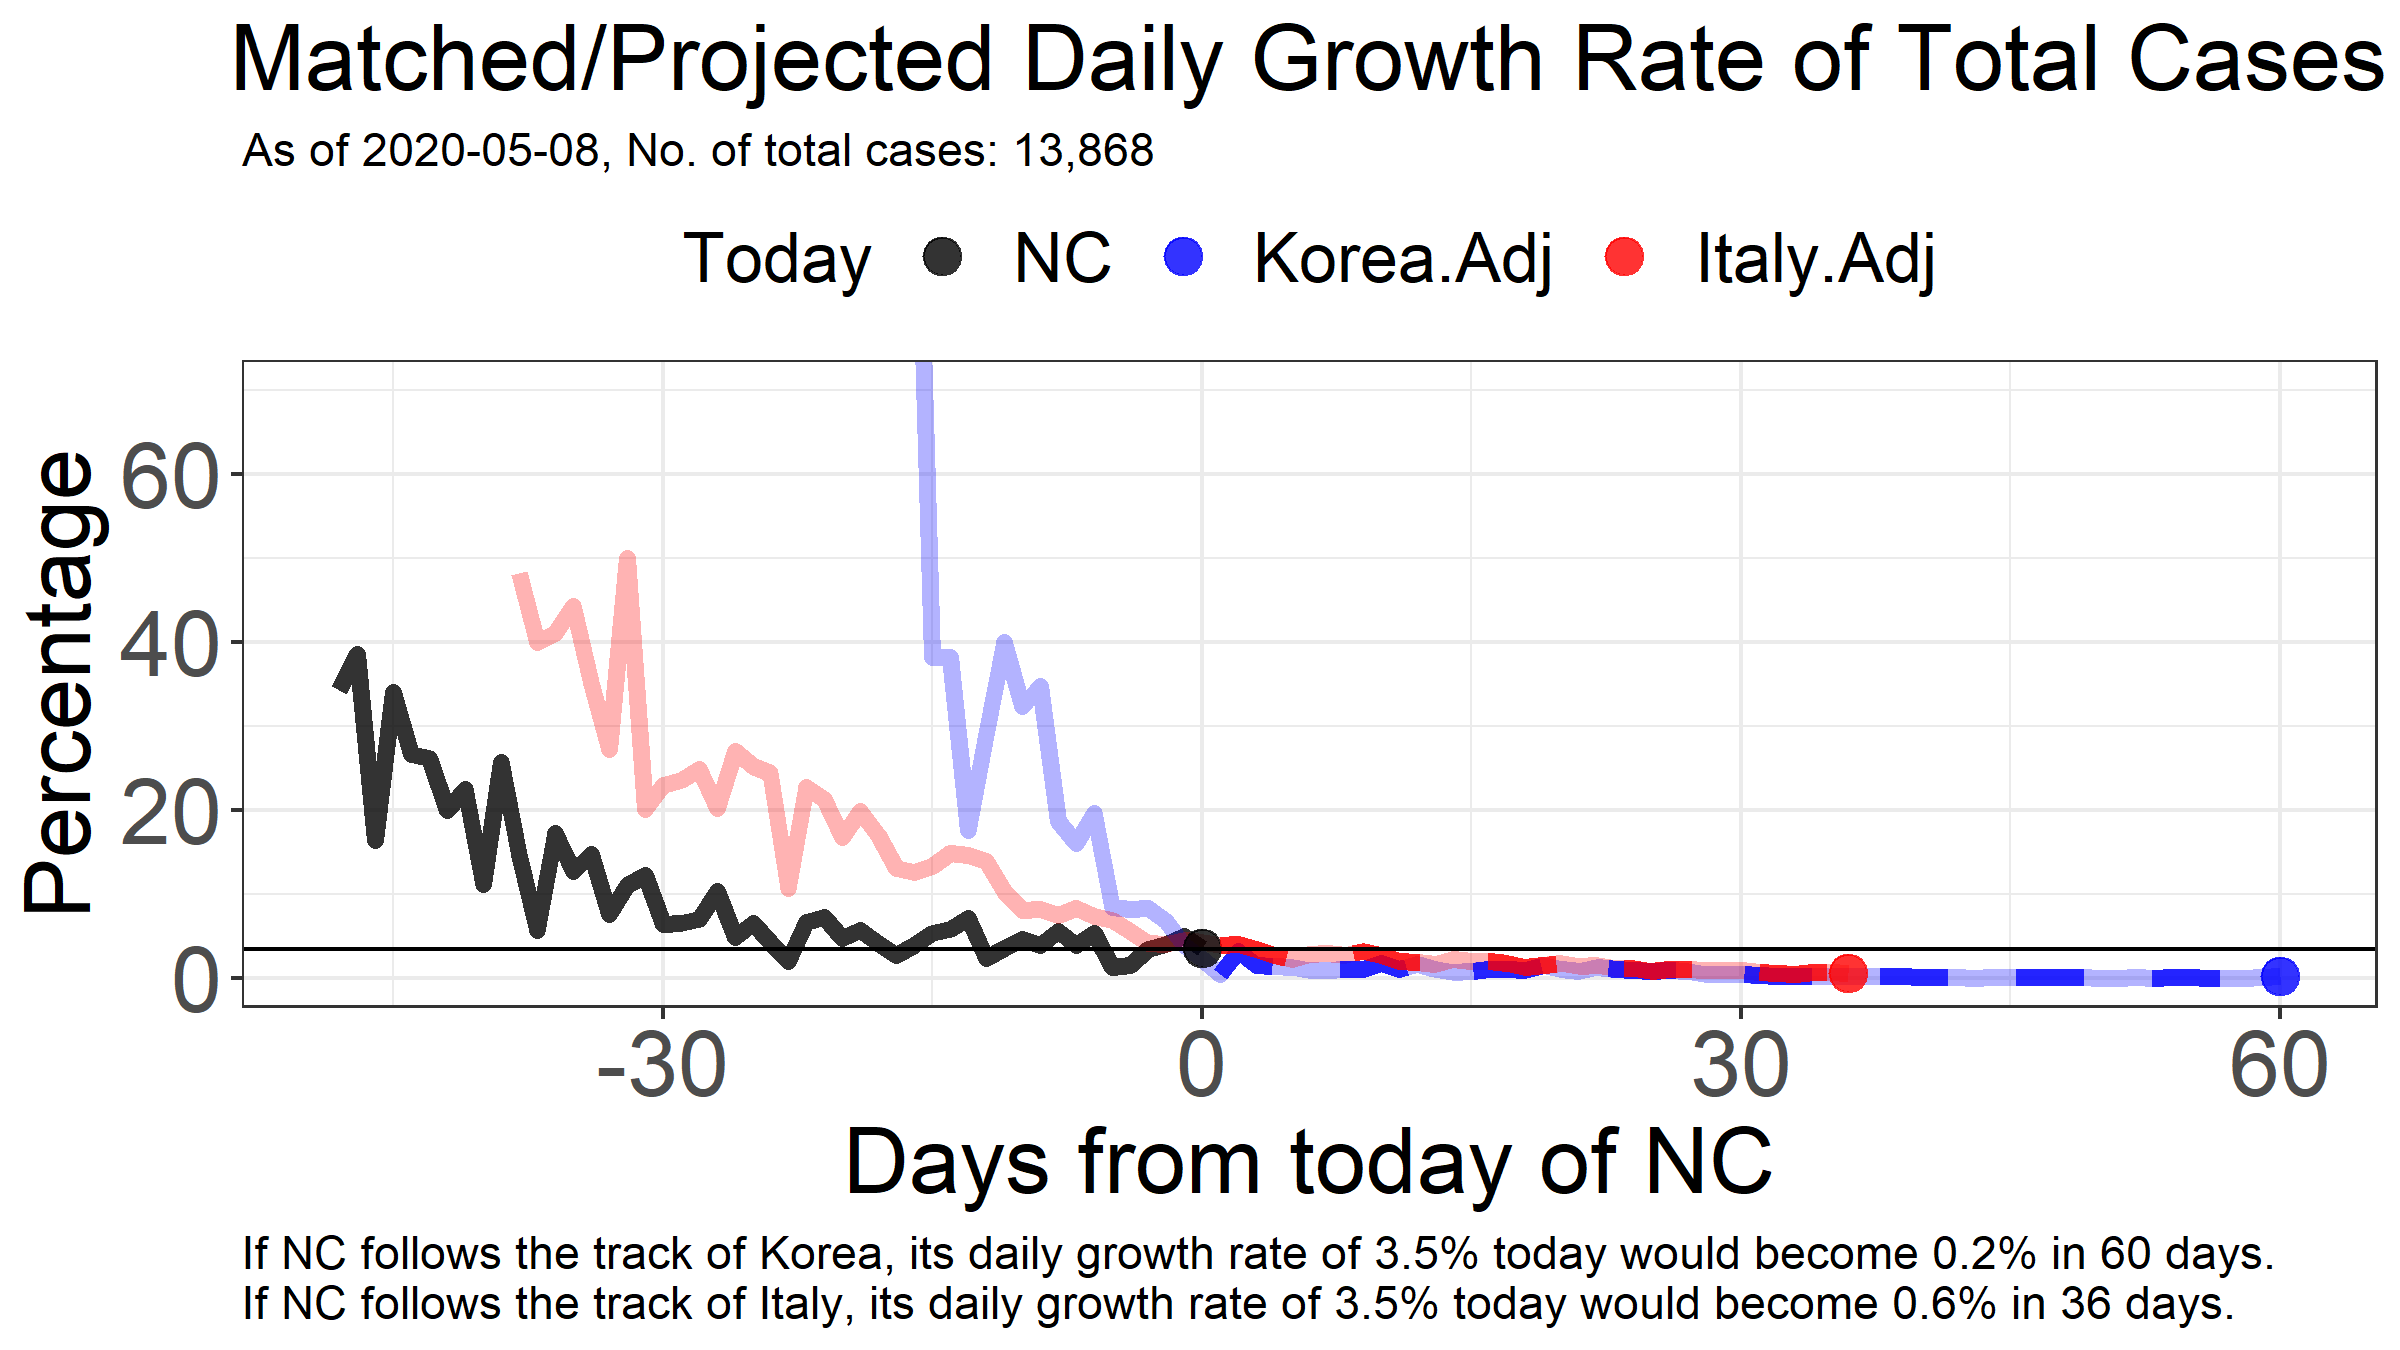 Matched/Projected Daily Growth Rate of Total Cases
As of 2020-05-08, No. of total cases: 13,868
Today NC Korea.Adj Italy.Adj
Percentage
60
40
20
0
-30 0 30 60
Days from today of NC
If NC follows the track of Korea, its daily growth rate of 3.5% today would become 0.2% in 60 days.
If NC follows the track of Italy, its daily growth rate of 3.5% today would become 0.6% in 36 days.